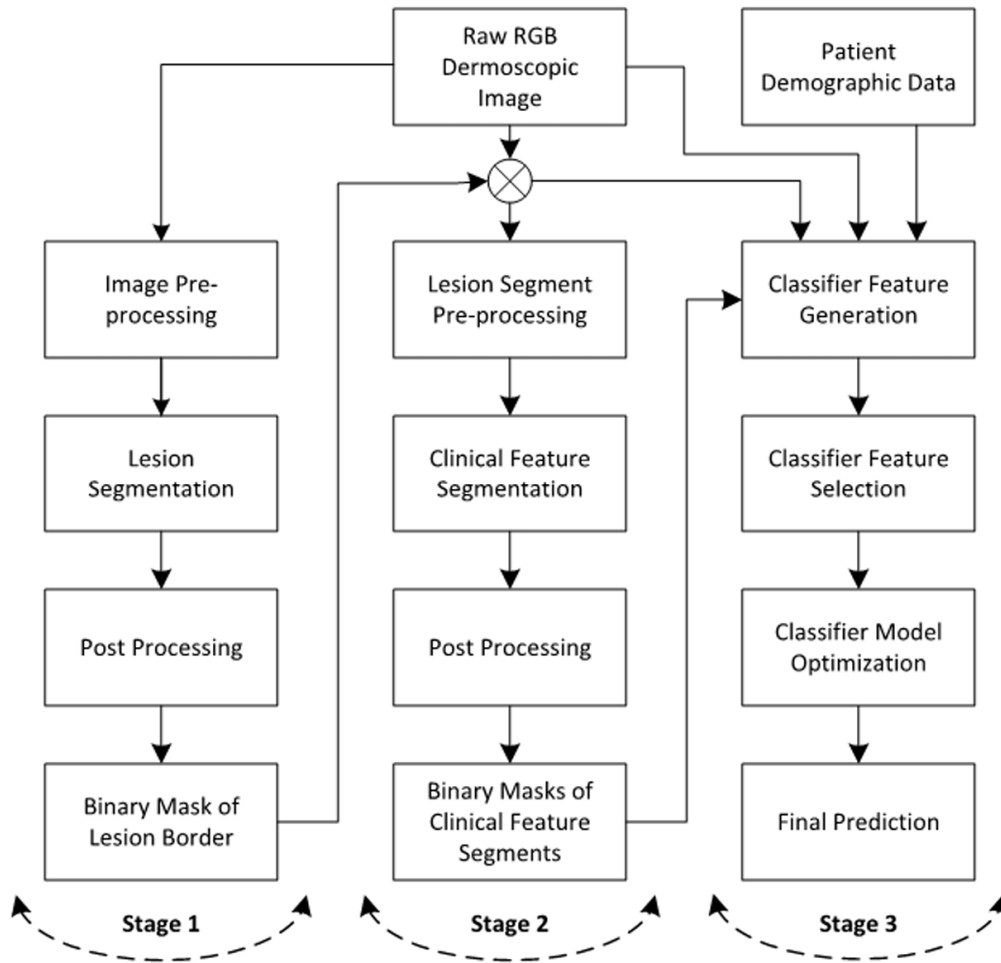 Raw RGB
Dermoscopic
Image
Patient
Demographic Data
Image Pre-
processing
Lesion
Segmentation
Post Processing
Binary Mask of
Lesion Border
Stage 1
Lesion Segment
Pre-processing
Clinical Feature
Segmentation
Post Processing
Binary Masks of
Clinical Feature
Segments
Stage 2
Classifier Feature
Generation
Classifier Feature
Selection
Classifier Model
Optimization
Final Prediction
Stage 3